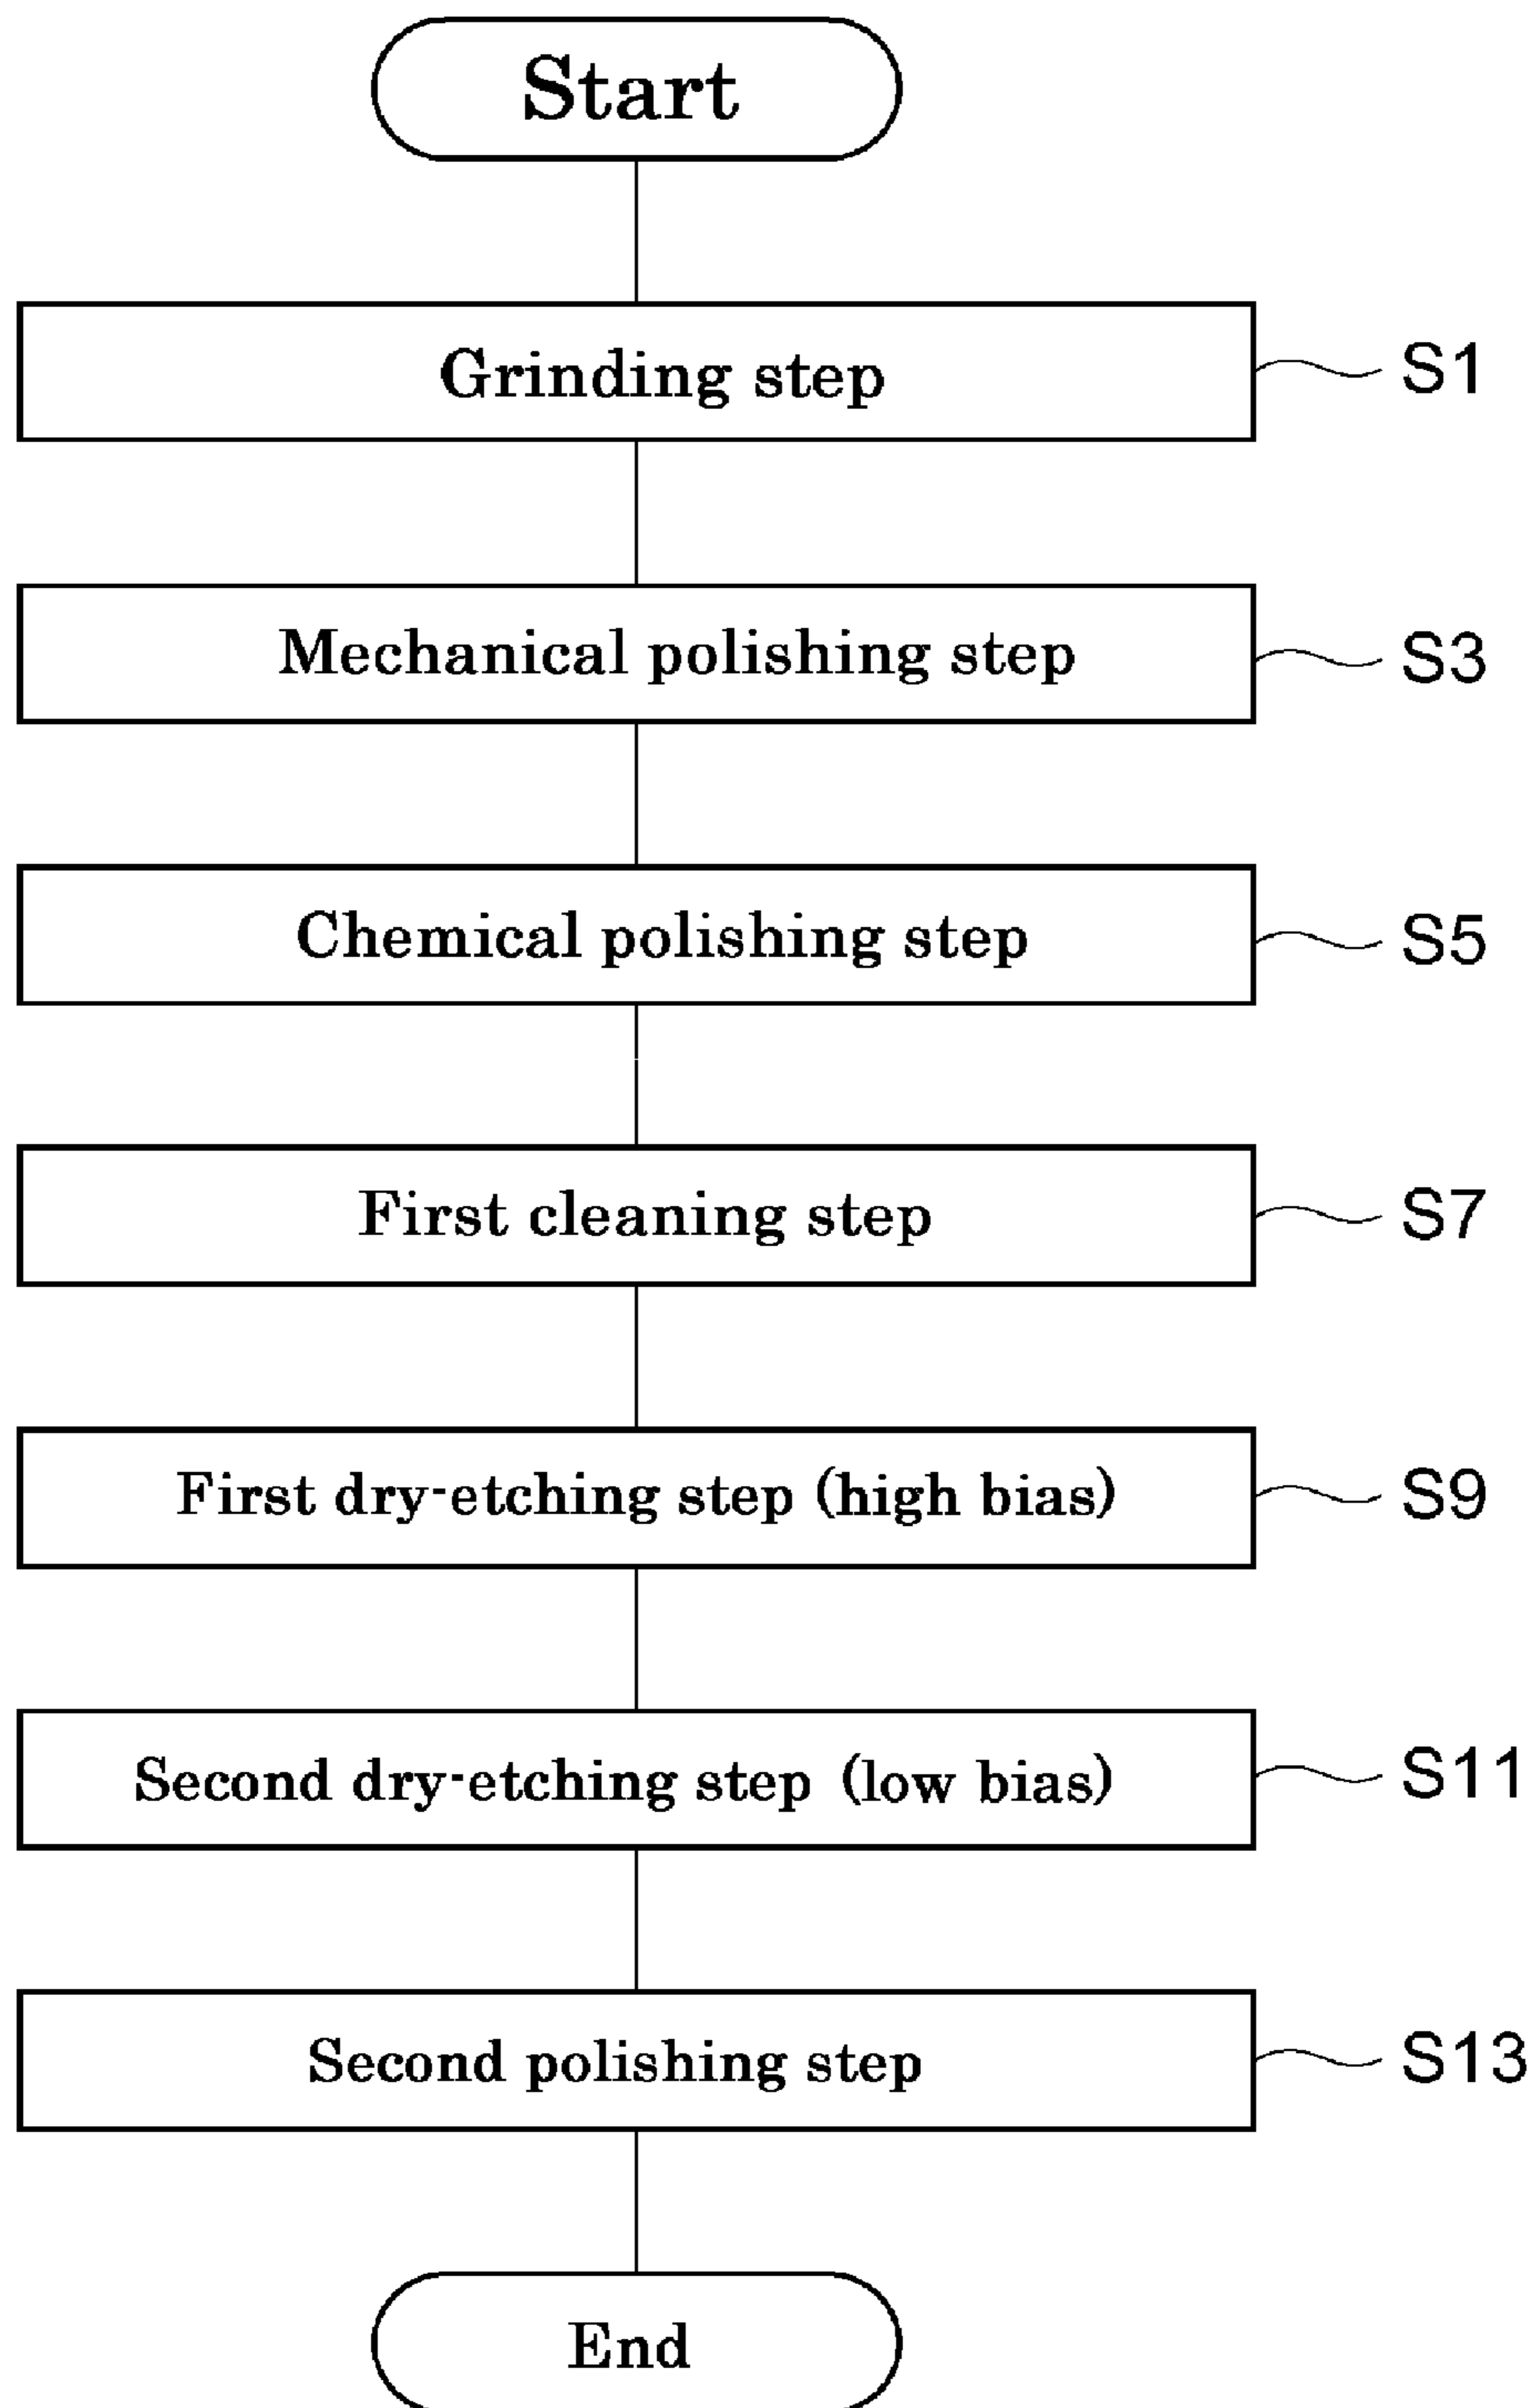 Start
Grinding step
S1
Mechanical polishing step
S3
Chemical polishing step
S5
First cleaning step
S7
First dry-etching step (high bias)
S9
Second dry-etching step (low bias)
S11
Second polishing step
S13
End